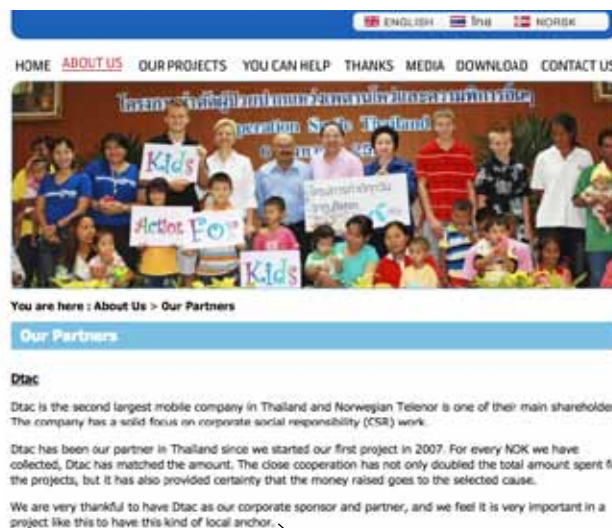 ENGLISH ไทย NORSK
HOME ABOUT US OUR PROJECTS YOU CAN HELP THANKS MEDIA DOWNLOAD CONTACT US
Operation Smile Thailand
Kids
Action For
Kids
You are here : About Us > Our Partners
Our Partners
Dtac
Dtac is the second largest mobile company in Thailand and Norwegian Telenor is one of their main shareholder
The company has a solid focus on corporate social responsibility (CSR) work.
Dtac has been our partner in Thailand since we started our first project in 2007. For every NOK we have
collected, Dtac has matched the amount. The close cooperation has not only doubled the total amount spent f
the projects, but it has also provided certainty that the money raised goes to the selected cause.
We are very thankful to have Dtac as our corporate sponsor and partner, and we feel it is very important in a
project like this to have this kind of local anchor.